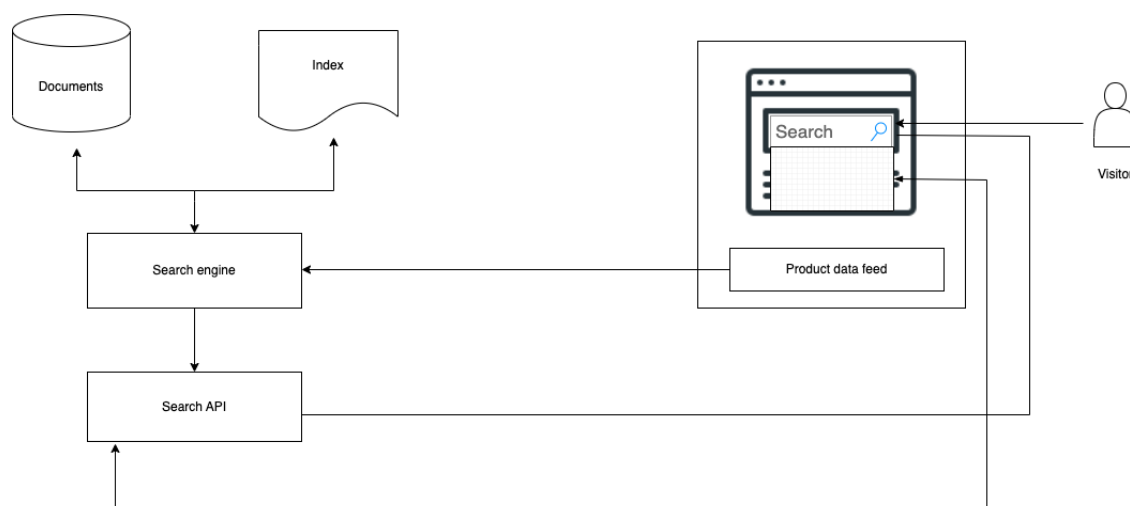 Documents
Index
Search
Visitor
Search engine
Product data feed
Search API